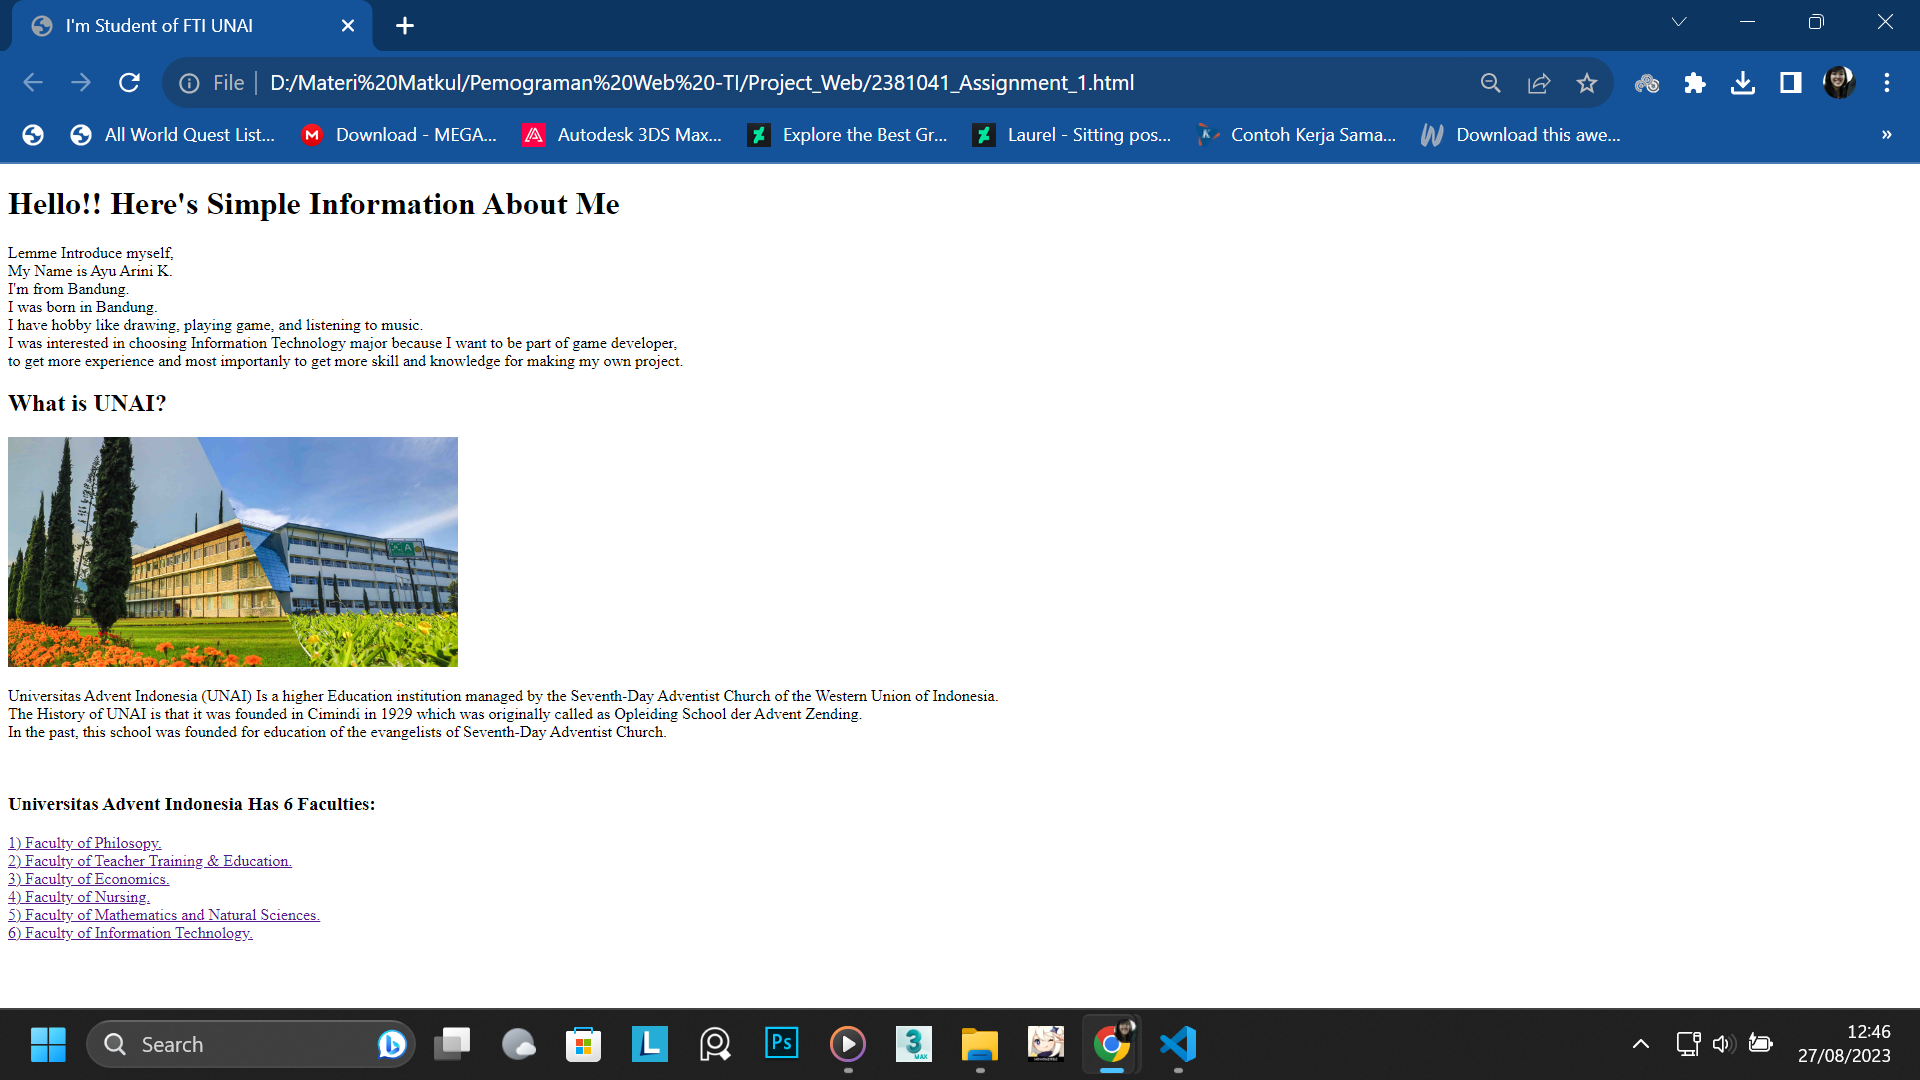 I'm Student of FTI UNAI
File
D:/Materi%20Matkul/Pemograman%20Web%20-TI/Project_Web/2381041_Assignment_1.html
All World Quest List...
Download - MEGA...
Autodesk 3DS Max...
Explore the Best Gr...
Laurel - Sitting pos...
Contoh Kerja Sama...
Download this awe...
»
Hello!! Here's Simple Information About Me
Lemme Introduce myself,
My Name is Ayu Arini K.
I'm from Bandung.
I was born in Bandung.
I have hobby like drawing, playing game, and listening to music.
I was interested in choosing Information Technology major because I want to be part of game developer,
to get more experience and most importanly to get more skill and knowledge for making my own project.
What is UNAI?
Universitas Advent Indonesia (UNAI) Is a higher Education institution managed by the Seventh-Day Adventist Church of the Western Union of Indonesia.
The History of UNAI is that it was founded in Cimindi in 1929 which was originally called as Opleiding School der Advent Zending.
In the past, this school was founded for education of the evangelists of Seventh-Day Adventist Church.
Universitas Advent Indonesia Has 6 Faculties:
1) Faculty of Philosopy.
2) Faculty of Teacher Training & Education.
3) Faculty of Economics.
4) Faculty of Nursing.
5) Faculty of Mathematics and Natural Sciences.
6) Faculty of Information Technology.
Search
L
Ps
3
MAX
12:46
27/08/2023